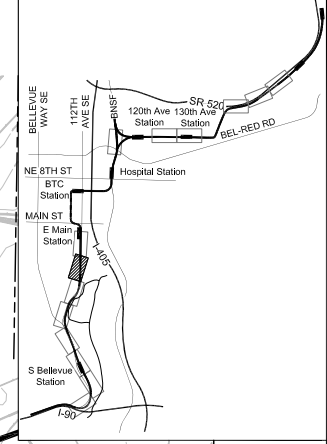 SR 520
BELLEVUE
WAY SE
112TH
AVE SE
BNSF
120th Ave
Station
130th Ave
Station
BEL-RED RD
NE 8TH ST
Hospital Station
BTC
Station
MAIN ST
E Main
Station
I-405
S Bellevue
Station
I-90